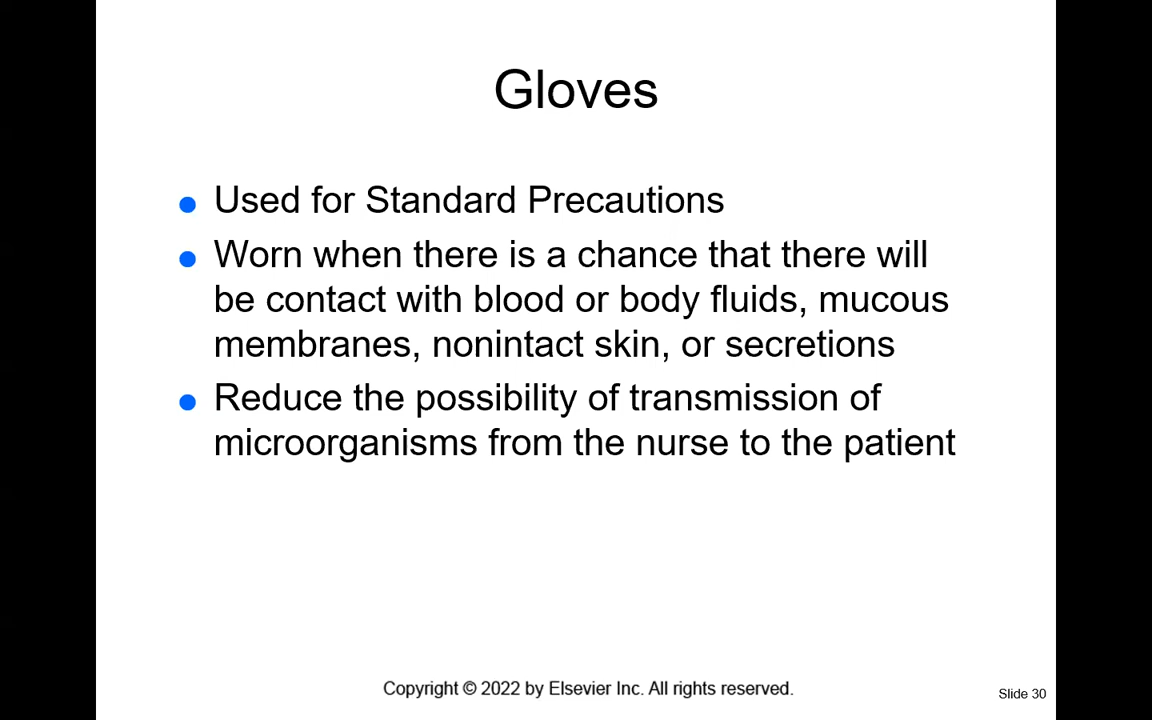 Gloves
● Used for Standard Precautions
● Worn when there is a chance that there will
be contact with blood or body fluids, mucous
membranes, nonintact skin, or secretions
● Reduce the possibility of transmission of
microorganisms from the nurse to the patient
Copyright © 2022 by Elsevier Inc. All rights reserved.
Slide 30